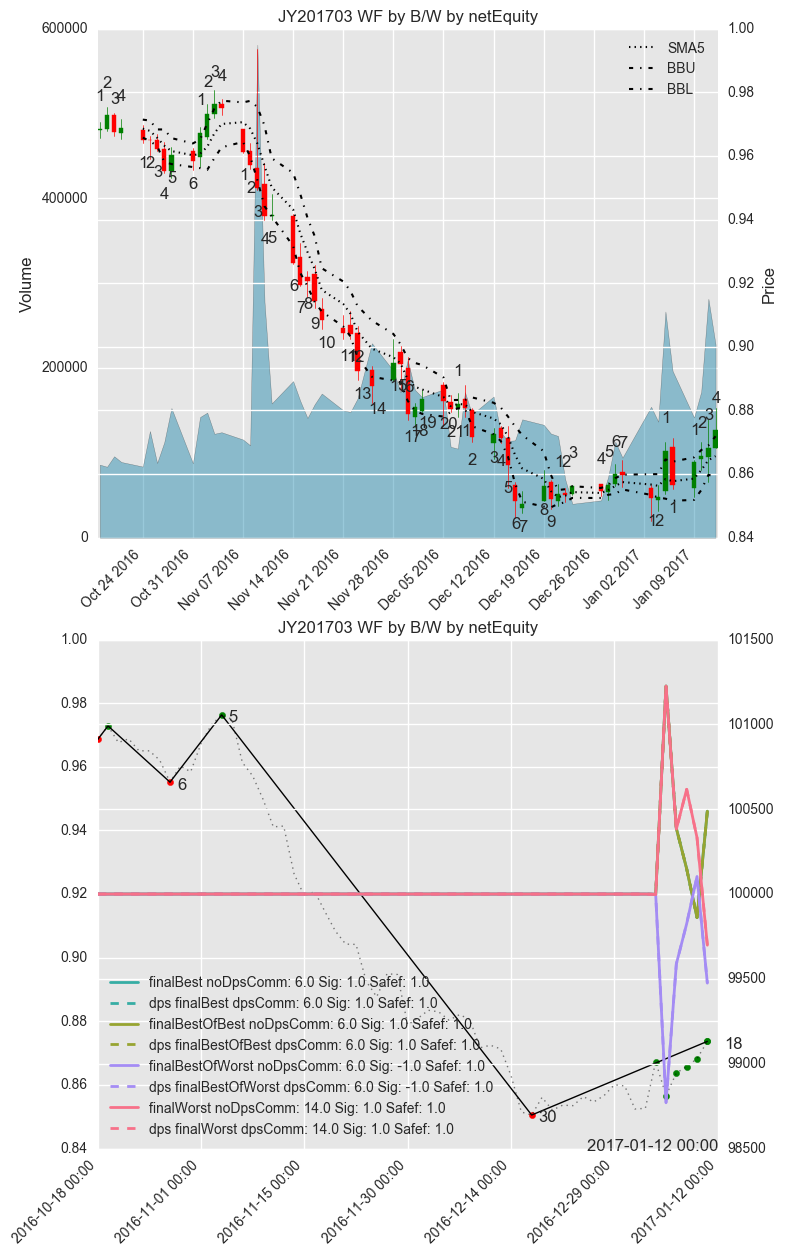 JY201703 WF by B/W by netEquity
600000
400000
200000
0
Volume
1.00
0.98
0.96
0.94
0.92
0.90
0.88
0.86
0.84
Price
SMA5
BBU
BBL
Oct 24 2016
Oct 31 2016
Nov 07 2016
Nov 14 2016
Nov 21 2016
Nov 28 2016
Dec 05 2016
Dec 12 2016
Dec 19 2016
Dec 26 2016
Jan 02 2017
Jan 09 2017
JY201703 WF by B/W by netEquity
1.00
0.98
0.96
0.94
0.92
0.90
0.88
0.86
0.84
101500
101000
100500
100000
99500
99000
98500
5
6
30
18
finalBest noDpsComm: 6.0 Sig: 1.0 Safef: 1.0
dps finalBest dpsComm: 6.0 Sig: 1.0 Safef: 1.0
finalBestOfBest noDpsComm: 6.0 Sig: 1.0 Safef: 1.0
dps finalBestOfBest dpsComm: 6.0 Sig: 1.0 Safef: 1.0
finalBestOfWorst noDpsComm: 6.0 Sig: -1.0 Safef: 1.0
dps finalBestOfWorst dpsComm: 6.0 Sig: -1.0 Safef: 1.0
finalWorst noDpsComm: 14.0 Sig: 1.0 Safef: 1.0
dps finalWorst dpsComm: 14.0 Sig: 1.0 Safef: 1.0
2017-01-12 00:00
2016-10-18 00:00
2016-11-01 00:00
2016-11-15 00:00
2016-11-30 00:00
2016-12-14 00:00
2016-12-29 00:00
2017-01-12 00:00